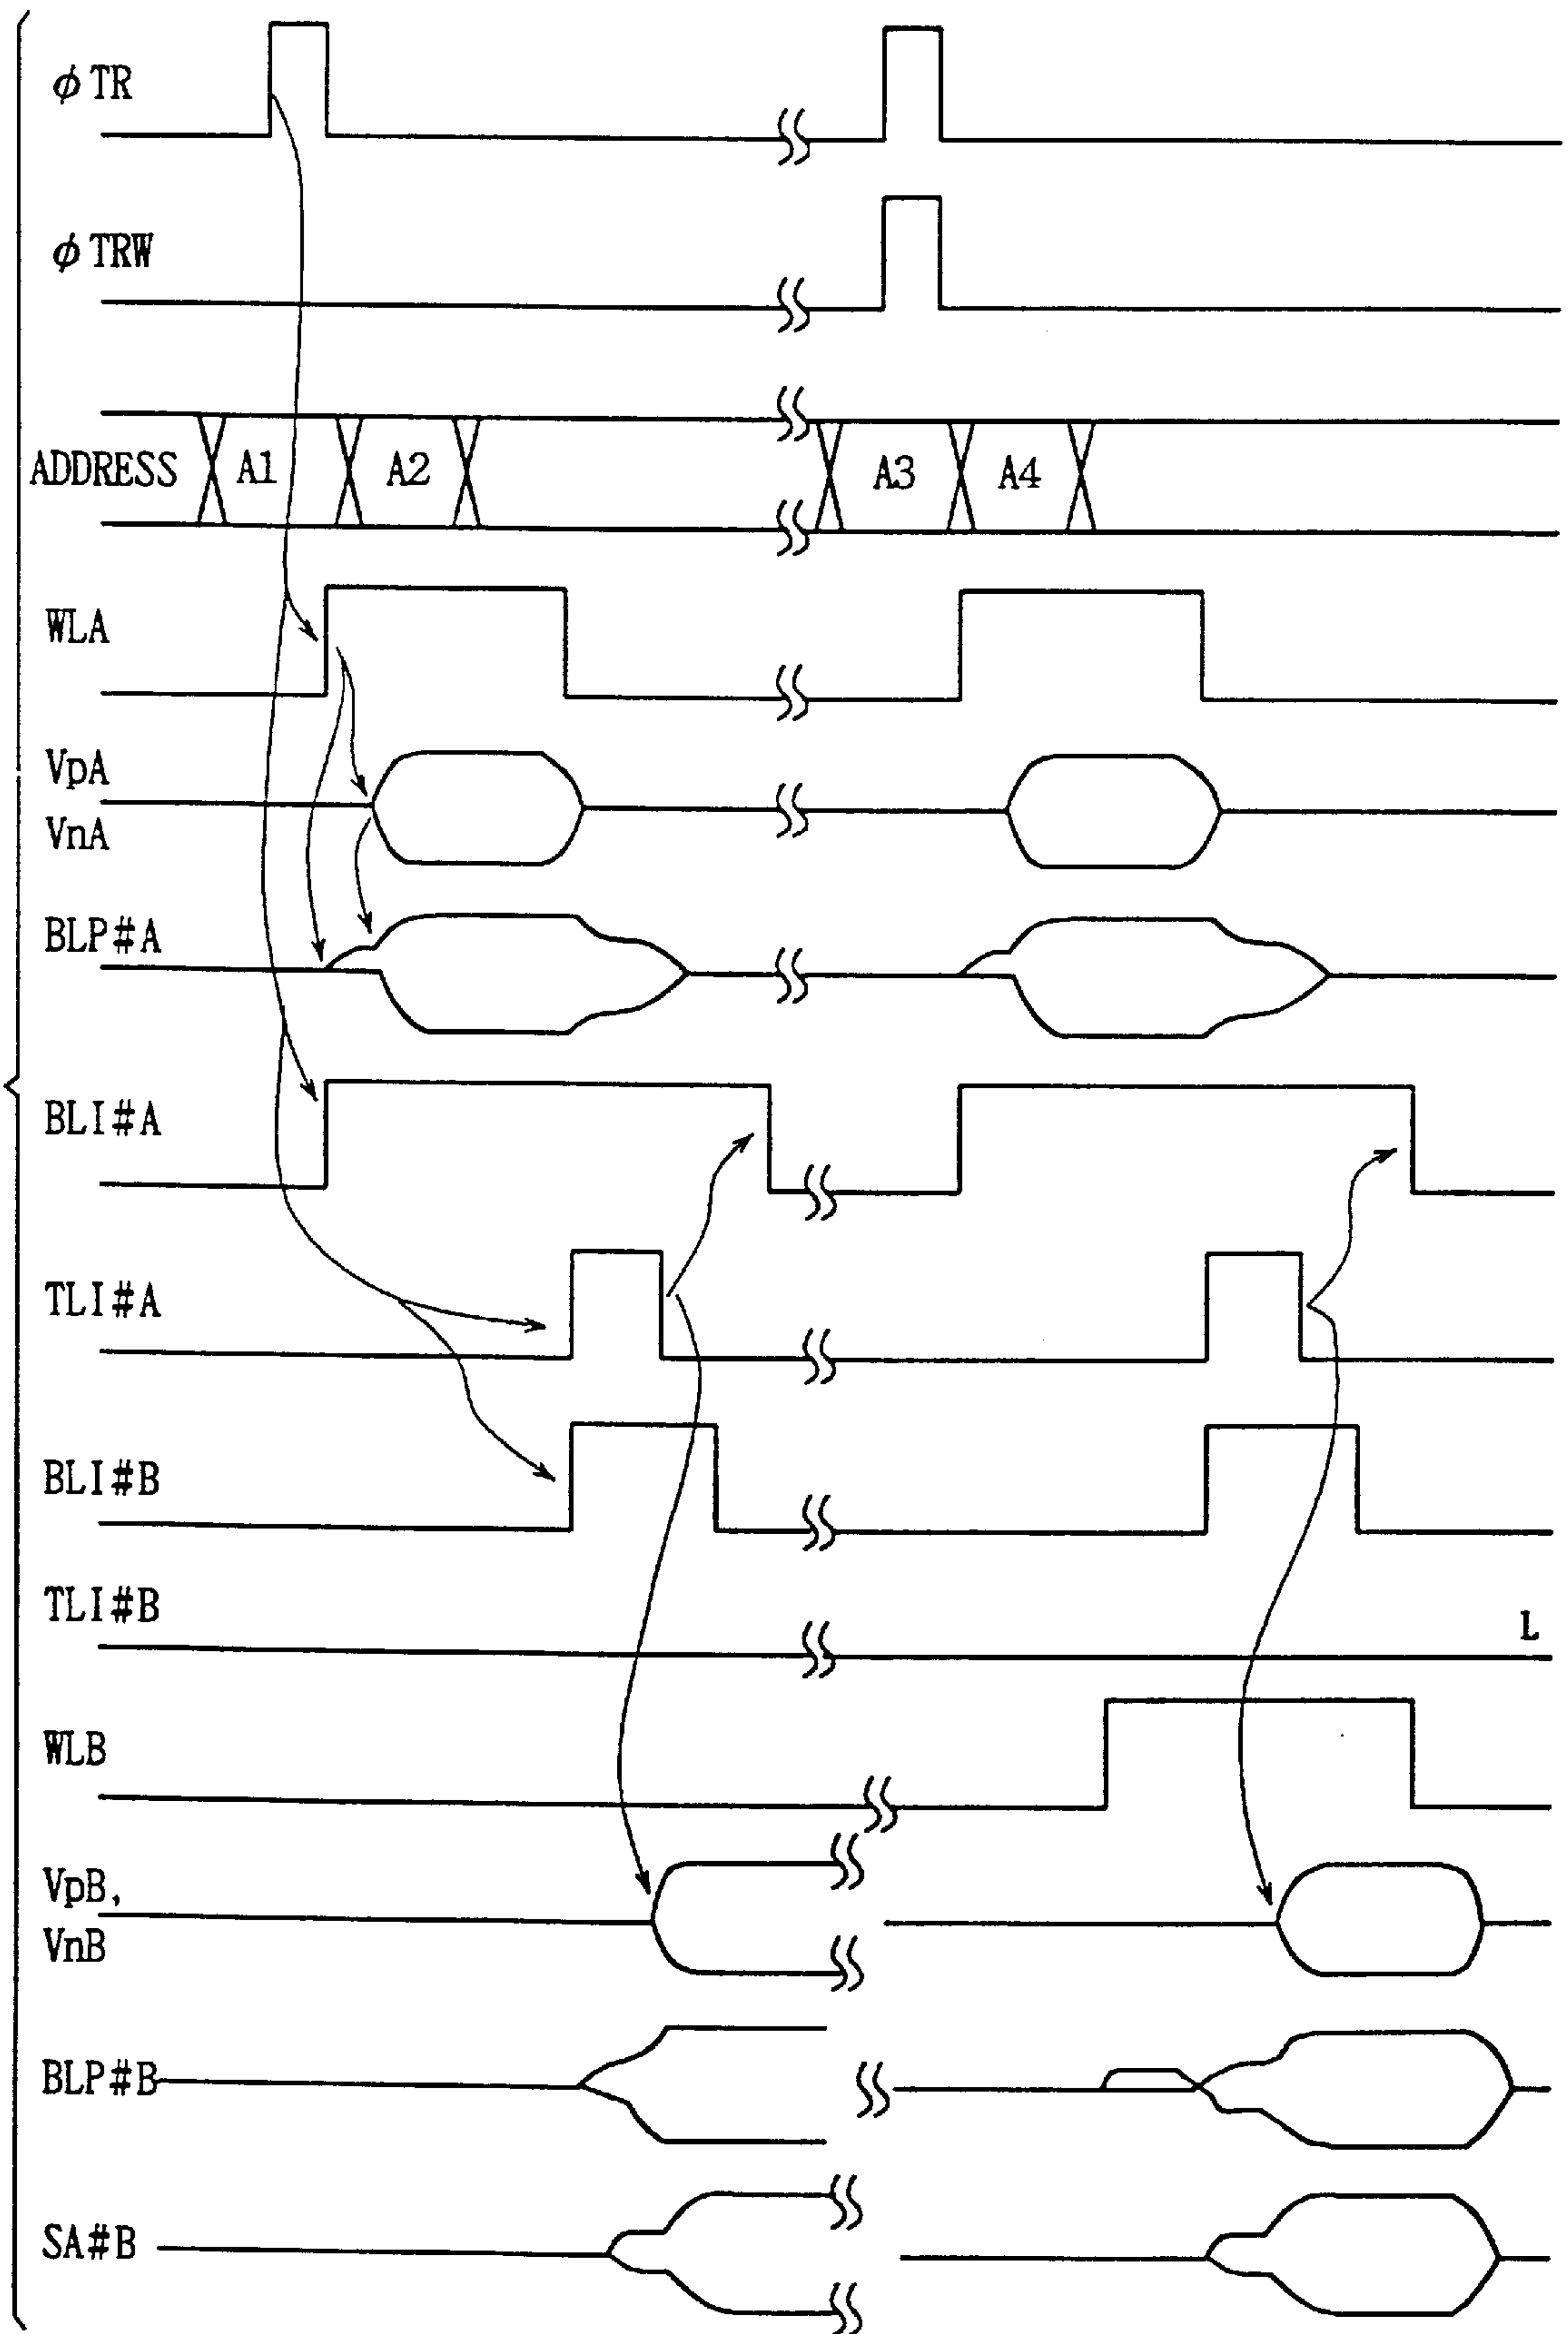 φTR
φTRW
ADDRESS A1 A2 A3 A4
WLA
VpA
VnA
BLP#A
BLI#A
TLI#A
BLI#B
TLI#B
L
WLB
VpB,
VnB
BLP#B
SA#B